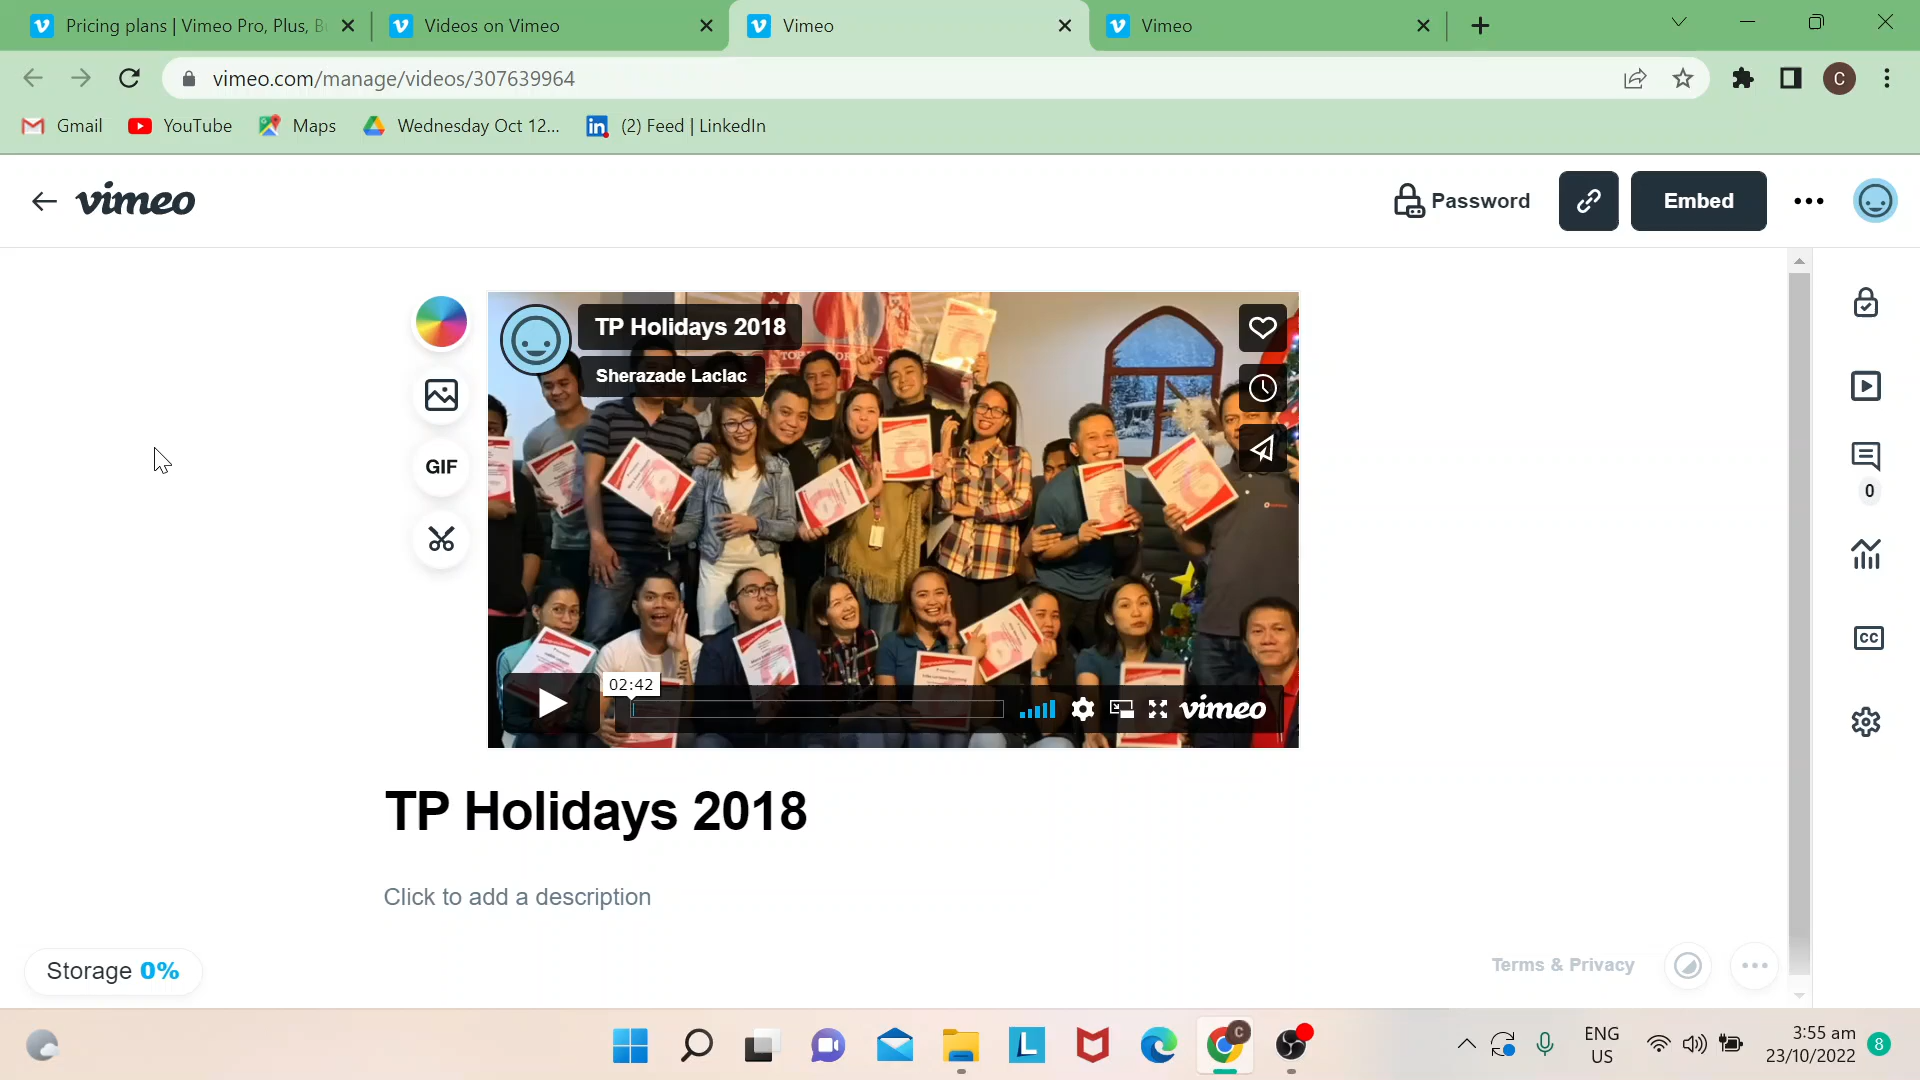 Pricing plans | Vimeo Pro, Plus, B
Videos on Vimeo
Vimeo
Vimeo
vimeo.com/manage/videos/307639964
C
Gmail
YouTube
Maps
Wednesday Oct 12...
(2) Feed | LinkedIn
vimeo
Password
Embed
TP Holidays 2018
Sherazade Laclac
GIF
0
CC
02:42
vimeo
TP Holidays 2018
Click to add a description
Storage 0%
Terms & Privacy
ENG
US
3:55 am
23/10/2022
8